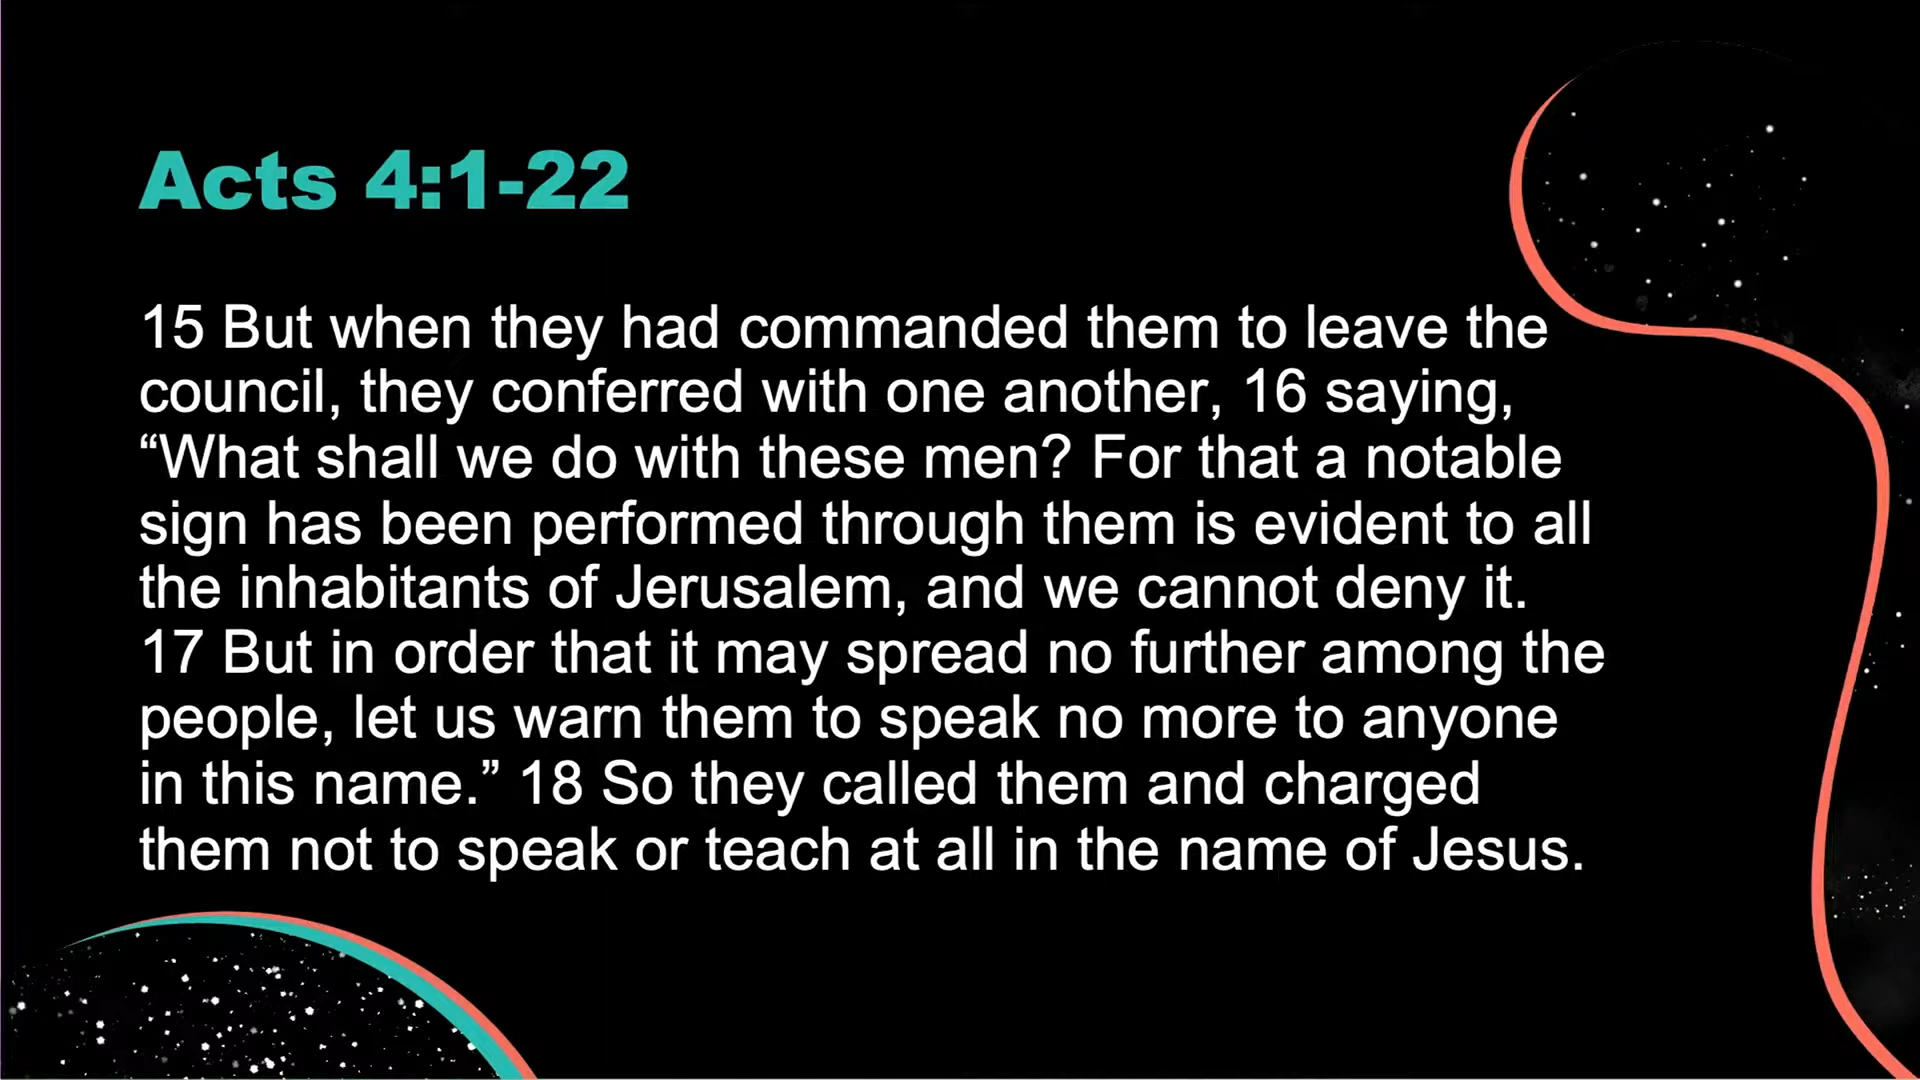 Acts 4:1-22
15 But when they had commanded them to leave the
council, they conferred with one another, 16 saying,
“What shall we do with these men? For that a notable
sign has been performed through them is evident to all
the inhabitants of Jerusalem, and we cannot deny it.
17 But in order that it may spread no further among the
people, let us warn them to speak no more to anyone
in this name.” 18 So they called them and charged
them not to speak or teach at all in the name of Jesus.